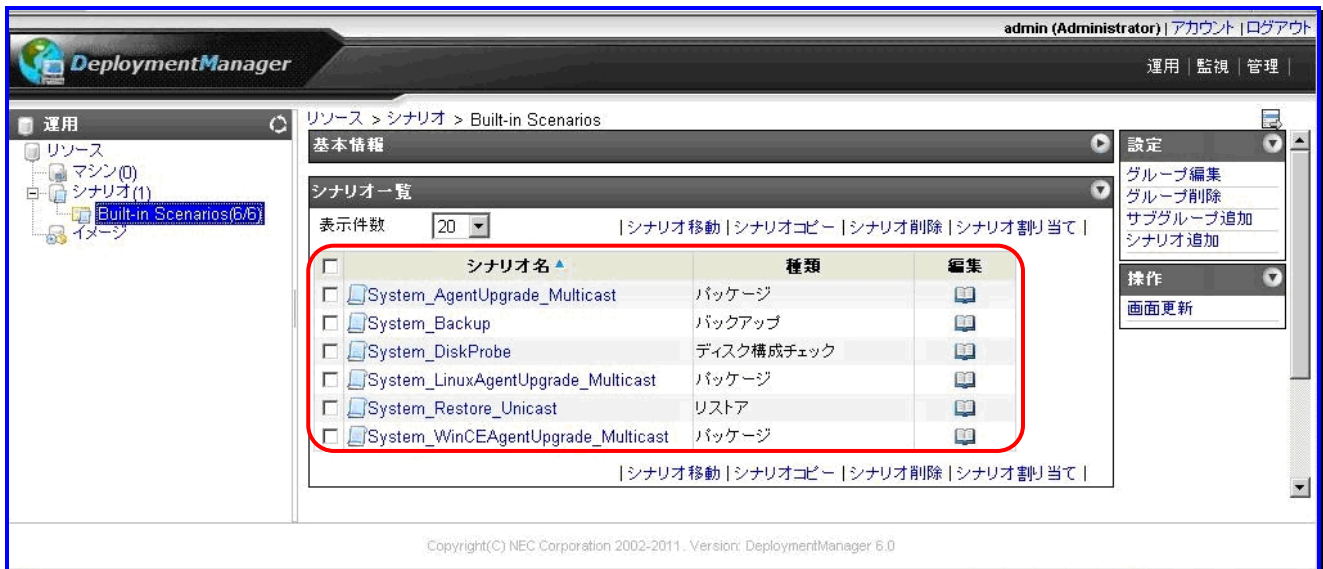 admin (Administrator) | アカウント | ログアウト
DeploymentManager
運用 | 監視 | 管理 |
運用
リソース
マシン(0)
シナリオ(1)
Built-in Scenarios(6/6)
イメージ
リソース > シナリオ > Built-in Scenarios
基本情報
シナリオ一覧
表示件数 20 | シナリオ移動 | シナリオコピー | シナリオ削除 | シナリオ割り当て |
シナリオ名 種類 編集
System_AgentUpgrade_Multicast パッケージ
System_Backup バックアップ
System_DiskProbe ディスク構成チェック
System_LinuxAgentUpgrade_Multicast パッケージ
System_Restore_Unicast リストア
System_WinCEAgentUpgrade_Multicast パッケージ
| シナリオ移動 | シナリオコピー | シナリオ削除 | シナリオ割り当て |
設定
グループ編集
グループ削除
サブグループ追加
シナリオ追加
操作
画面更新
Copyright(C) NEC Corporation 2002-2011. Version: DeploymentManager 6.0